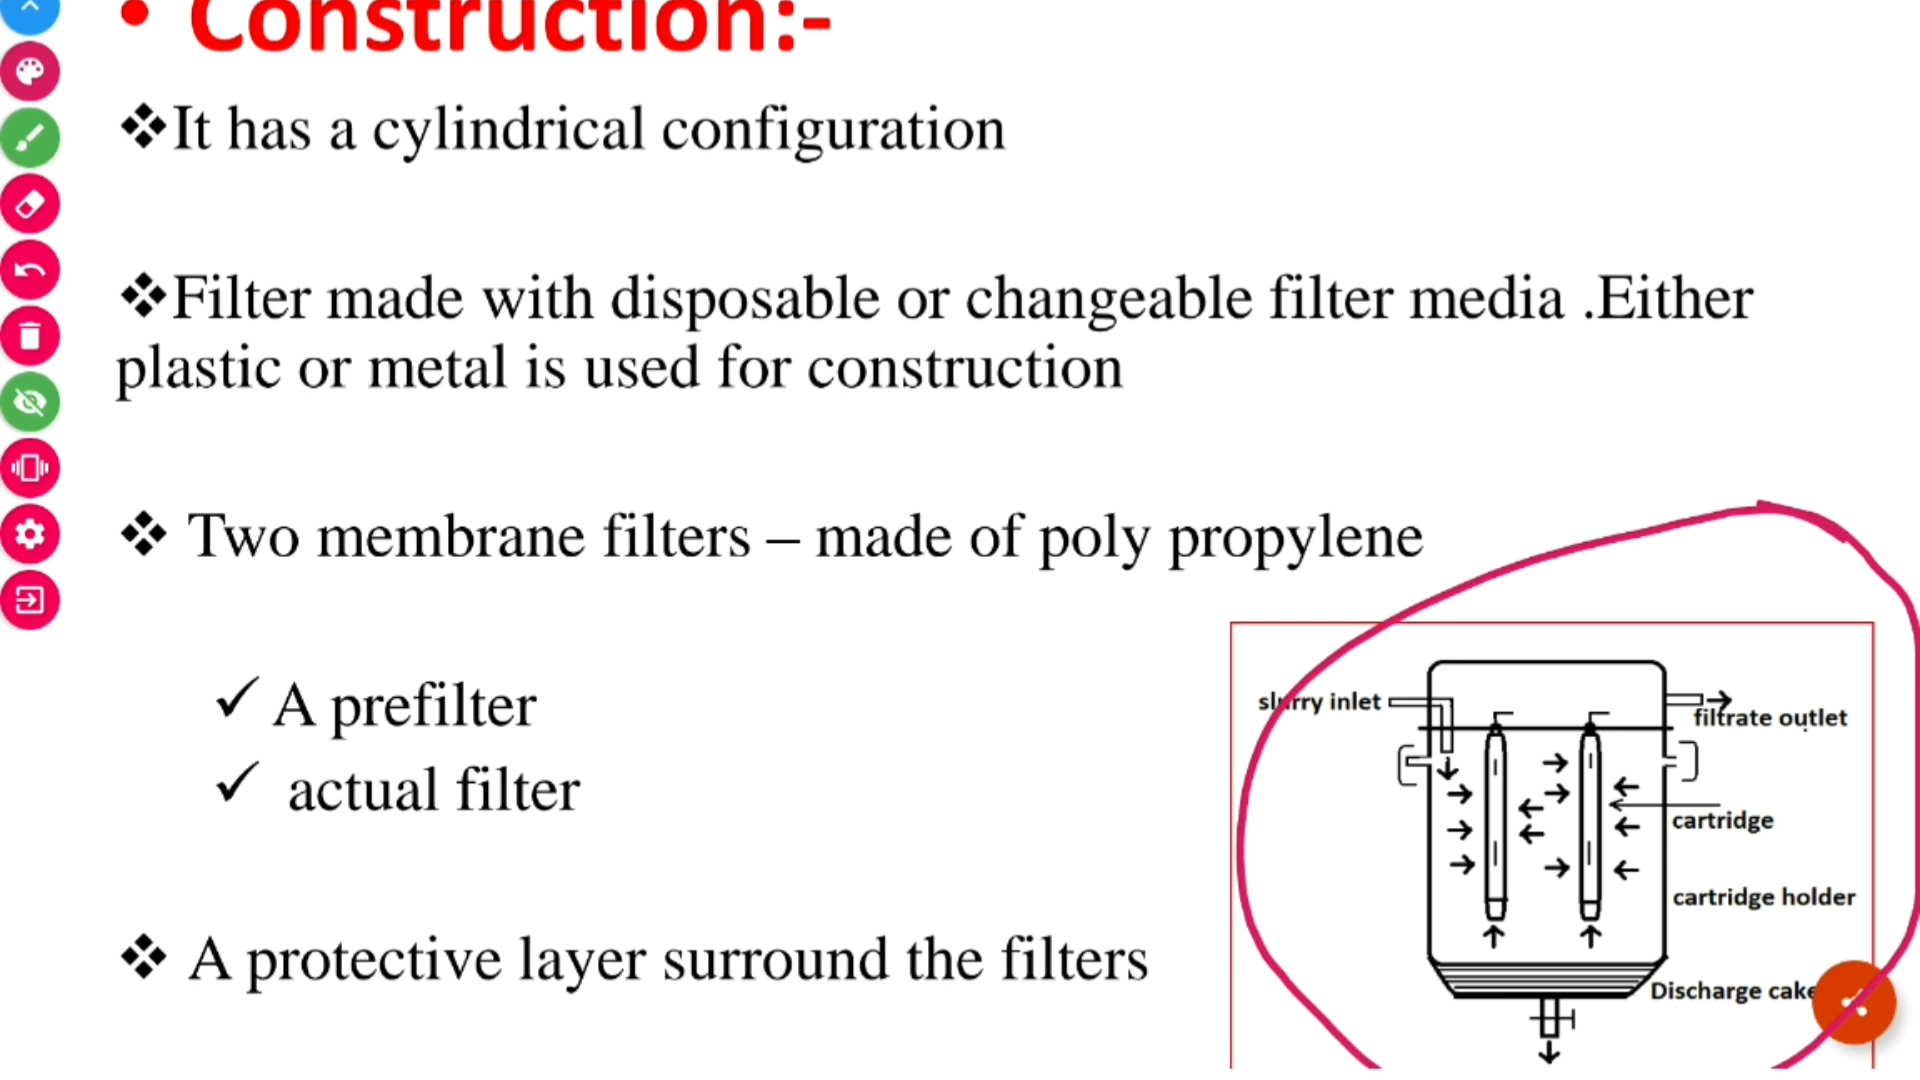 • Construction:-
❖It has a cylindrical configuration
❖Filter made with disposable or changeable filter media .Either
plastic or metal is used for construction
❖ Two membrane filters – made of poly propylene
✓ A prefilter
✓ actual filter
❖ A protective layer surround the filters
slurry inlet
filtrate outlet
cartridge
cartridge holder
Discharge cake